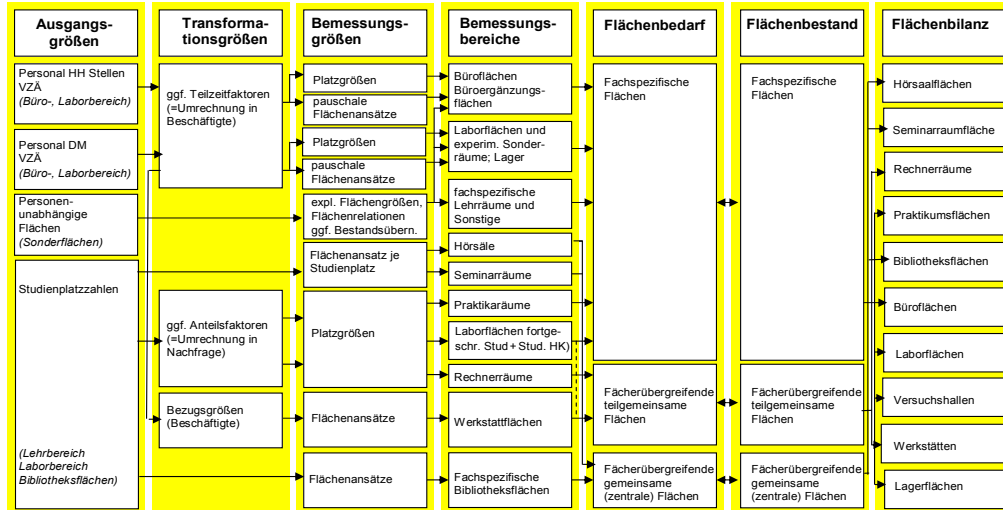 Ausgangs-
größen
Transforma-
tionsgrößen
Bemessungs-
größen
Bemessungs-
bereiche
Flächenbedarf
Flächenbestand
Flächenbilanz
Personal HH Stellen
VZÄ
(Büro-, Laborbereich)
Personal DM
VZÄ
(Büro-, Laborbereich)
Personen-
unabhängige
Flächen
(Sonderflächen)
Studienplatzzahlen
(Lehrbereich
Laborbereich
Bibliotheksflächen)
ggf. Teilzeitfaktoren
(=Umrechnung in
Beschäftigte)
ggf. Anteilsfaktoren
(=Umrechnung in
Nachfrage)
Bezugsgrößen
(Beschäftigte)
Platzgrößen
pauschale
Flächenansätze
Platzgrößen
pauschale
Flächenansätze
expl. Flächengrößen,
Flächenrelationen
ggf. Bestandsübern.
Flächenansatz je
Studienplatz
Platzgrößen
Flächenansätze
Flächenansätze
Büroflächen
Büroergänzungs-
flächen
Laborflächen und
experim. Sonder-
räume; Lager
fachspezifische
Lehrräume und
Sonstige
Hörsäle
Seminarräume
Praktikaräume
Laborflächen fortge-
schr. Stud + Stud. HK)
Rechnerräume
Werkstattflächen
Fachspezifische
Bibliotheksflächen
Fachspezifische
Flächen
Fächerübergreifende
teilgemeinsame
Flächen
Fächerübergreifende
gemeinsame
(zentrale) Flächen
Fachspezifische
Flächen
Fächerübergreifende
teilgemeinsame
Flächen
Fächerübergreifende
gemeinsame
(zentrale) Flächen
Hörsaalflächen
Seminarraumfläche
Rechnerräume
Praktikumsflächen
Bibliotheksflächen
Büroflächen
Laborflächen
Versuchshallen
Werkstätten
Lagerflächen